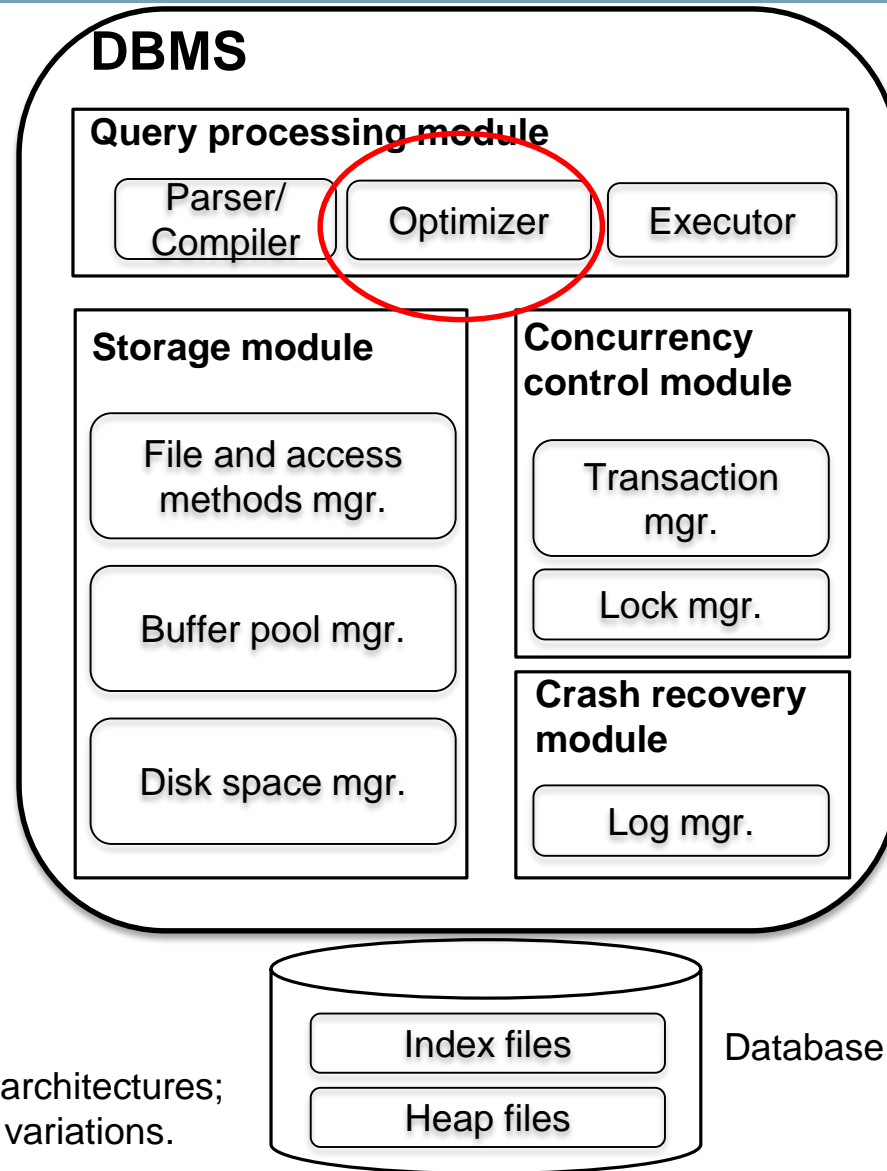 DBMS
Query processing module
Parser/
Compiler
Optimizer
Executor
Storage module
File and access
methods mgr.
Buffer pool mgr.
Disk space mgr.
Concurrency
control module
Transaction
mgr.
Lock mgr.
Crash recovery
module
Log mgr.
Index files
Heap files
Database
architectures;
variations.